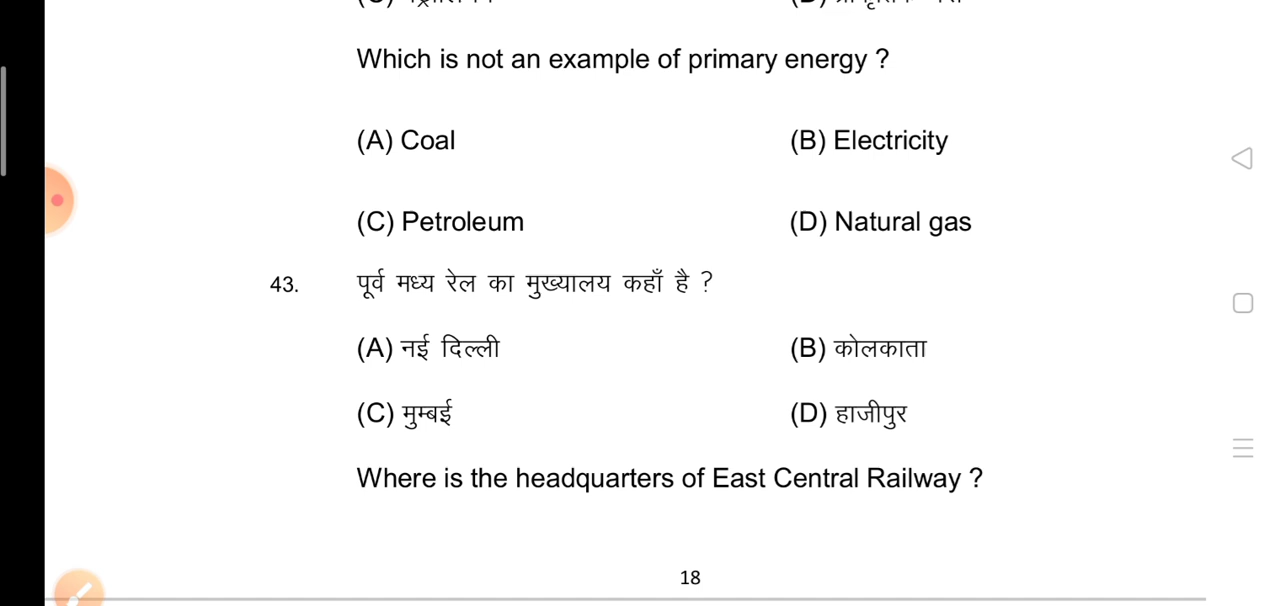 Which is not an example of primary energy ?
(A) Coal (B) Electricity
(C) Petroleum (D) Natural gas
43. पूर्व मध्य रेल का मुख्यालय कहाँ है ?
(A) नई दिल्ली (B) कोलकाता
(C) मुम्बई (D) हाजीपुर
Where is the headquarters of East Central Railway ?
18